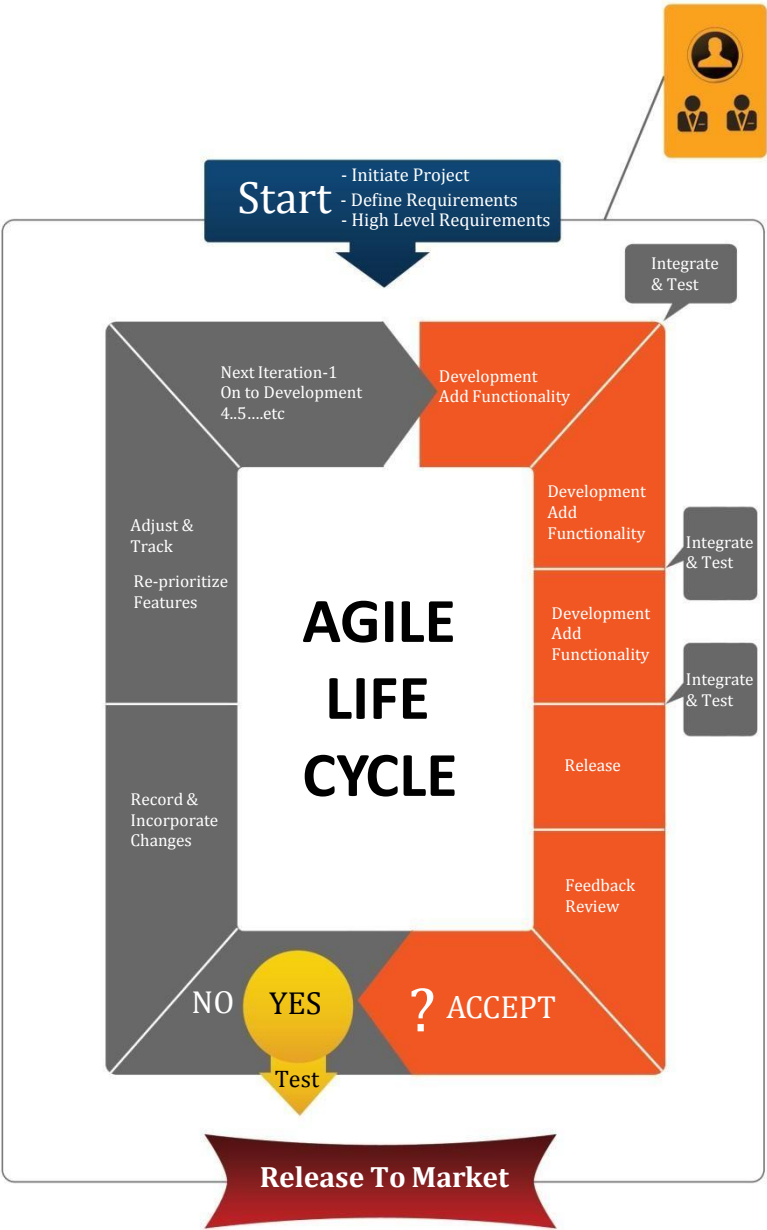 Start
- Initiate Project
- Define Requirements
- High Level Requirements
Integrate
& Test
Next Iteration-1
On to Development
4..5....etc
Development
Add Functionality
Development
Add
Functionality
Integrate
& Test
Adjust &
Track
Re-prioritize
Features
AGILE
LIFE
CYCLE
Development
Add
Functionality
Integrate
& Test
Release
Record &
Incorporate
Changes
Feedback
Review
NO
YES
? ACCEPT
Test
Release To Market